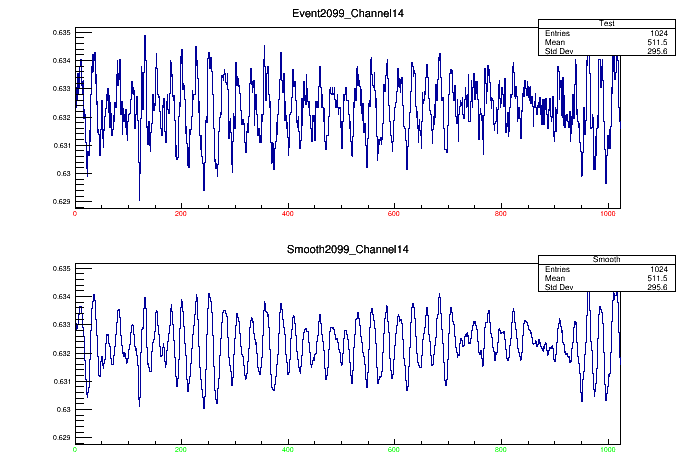 Event2099_Channel14
Test
Entries 1024
Mean 511.5
Std Dev 295.6
0.635
0.634
0.633
0.632
0.631
0.63
0.629
0 200 400 600 800 1000
Smooth2099_Channel14
Smooth
Entries 1024
Mean 511.5
Std Dev 295.6
0.635
0.634
0.633
0.632
0.631
0.63
0.629
0 200 400 600 800 1000